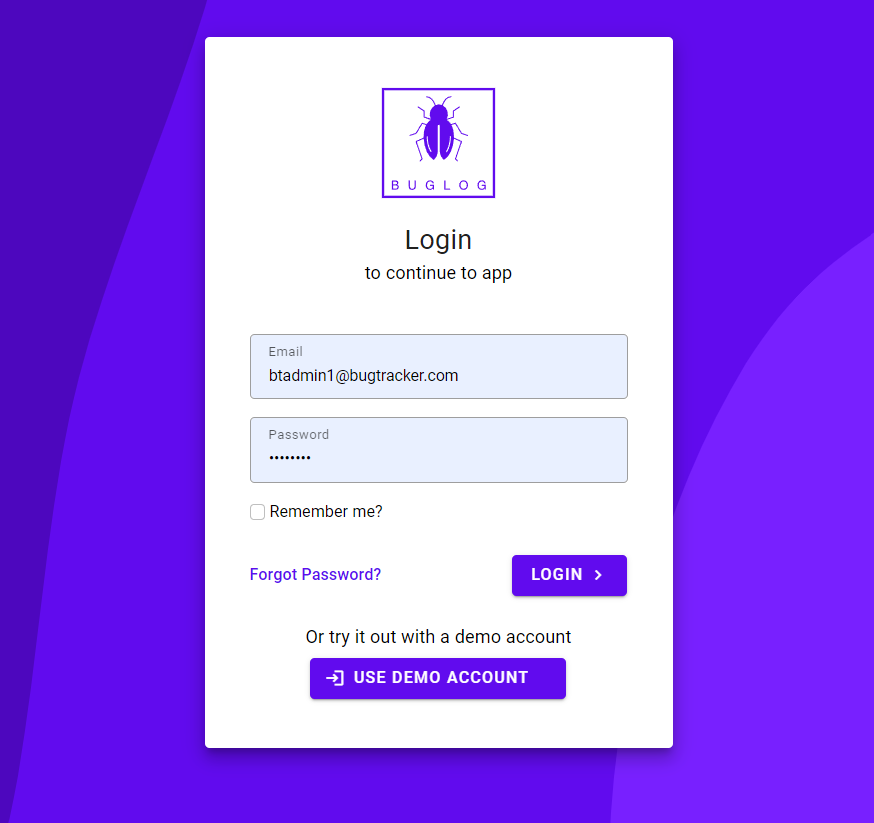 BUGLOG
Login
to continue to app
Email
btadmin1@bugtracker.com
Password
••••••••
Remember me?
Forgot Password?
LOGIN
Or try it out with a demo account
USE DEMO ACCOUNT